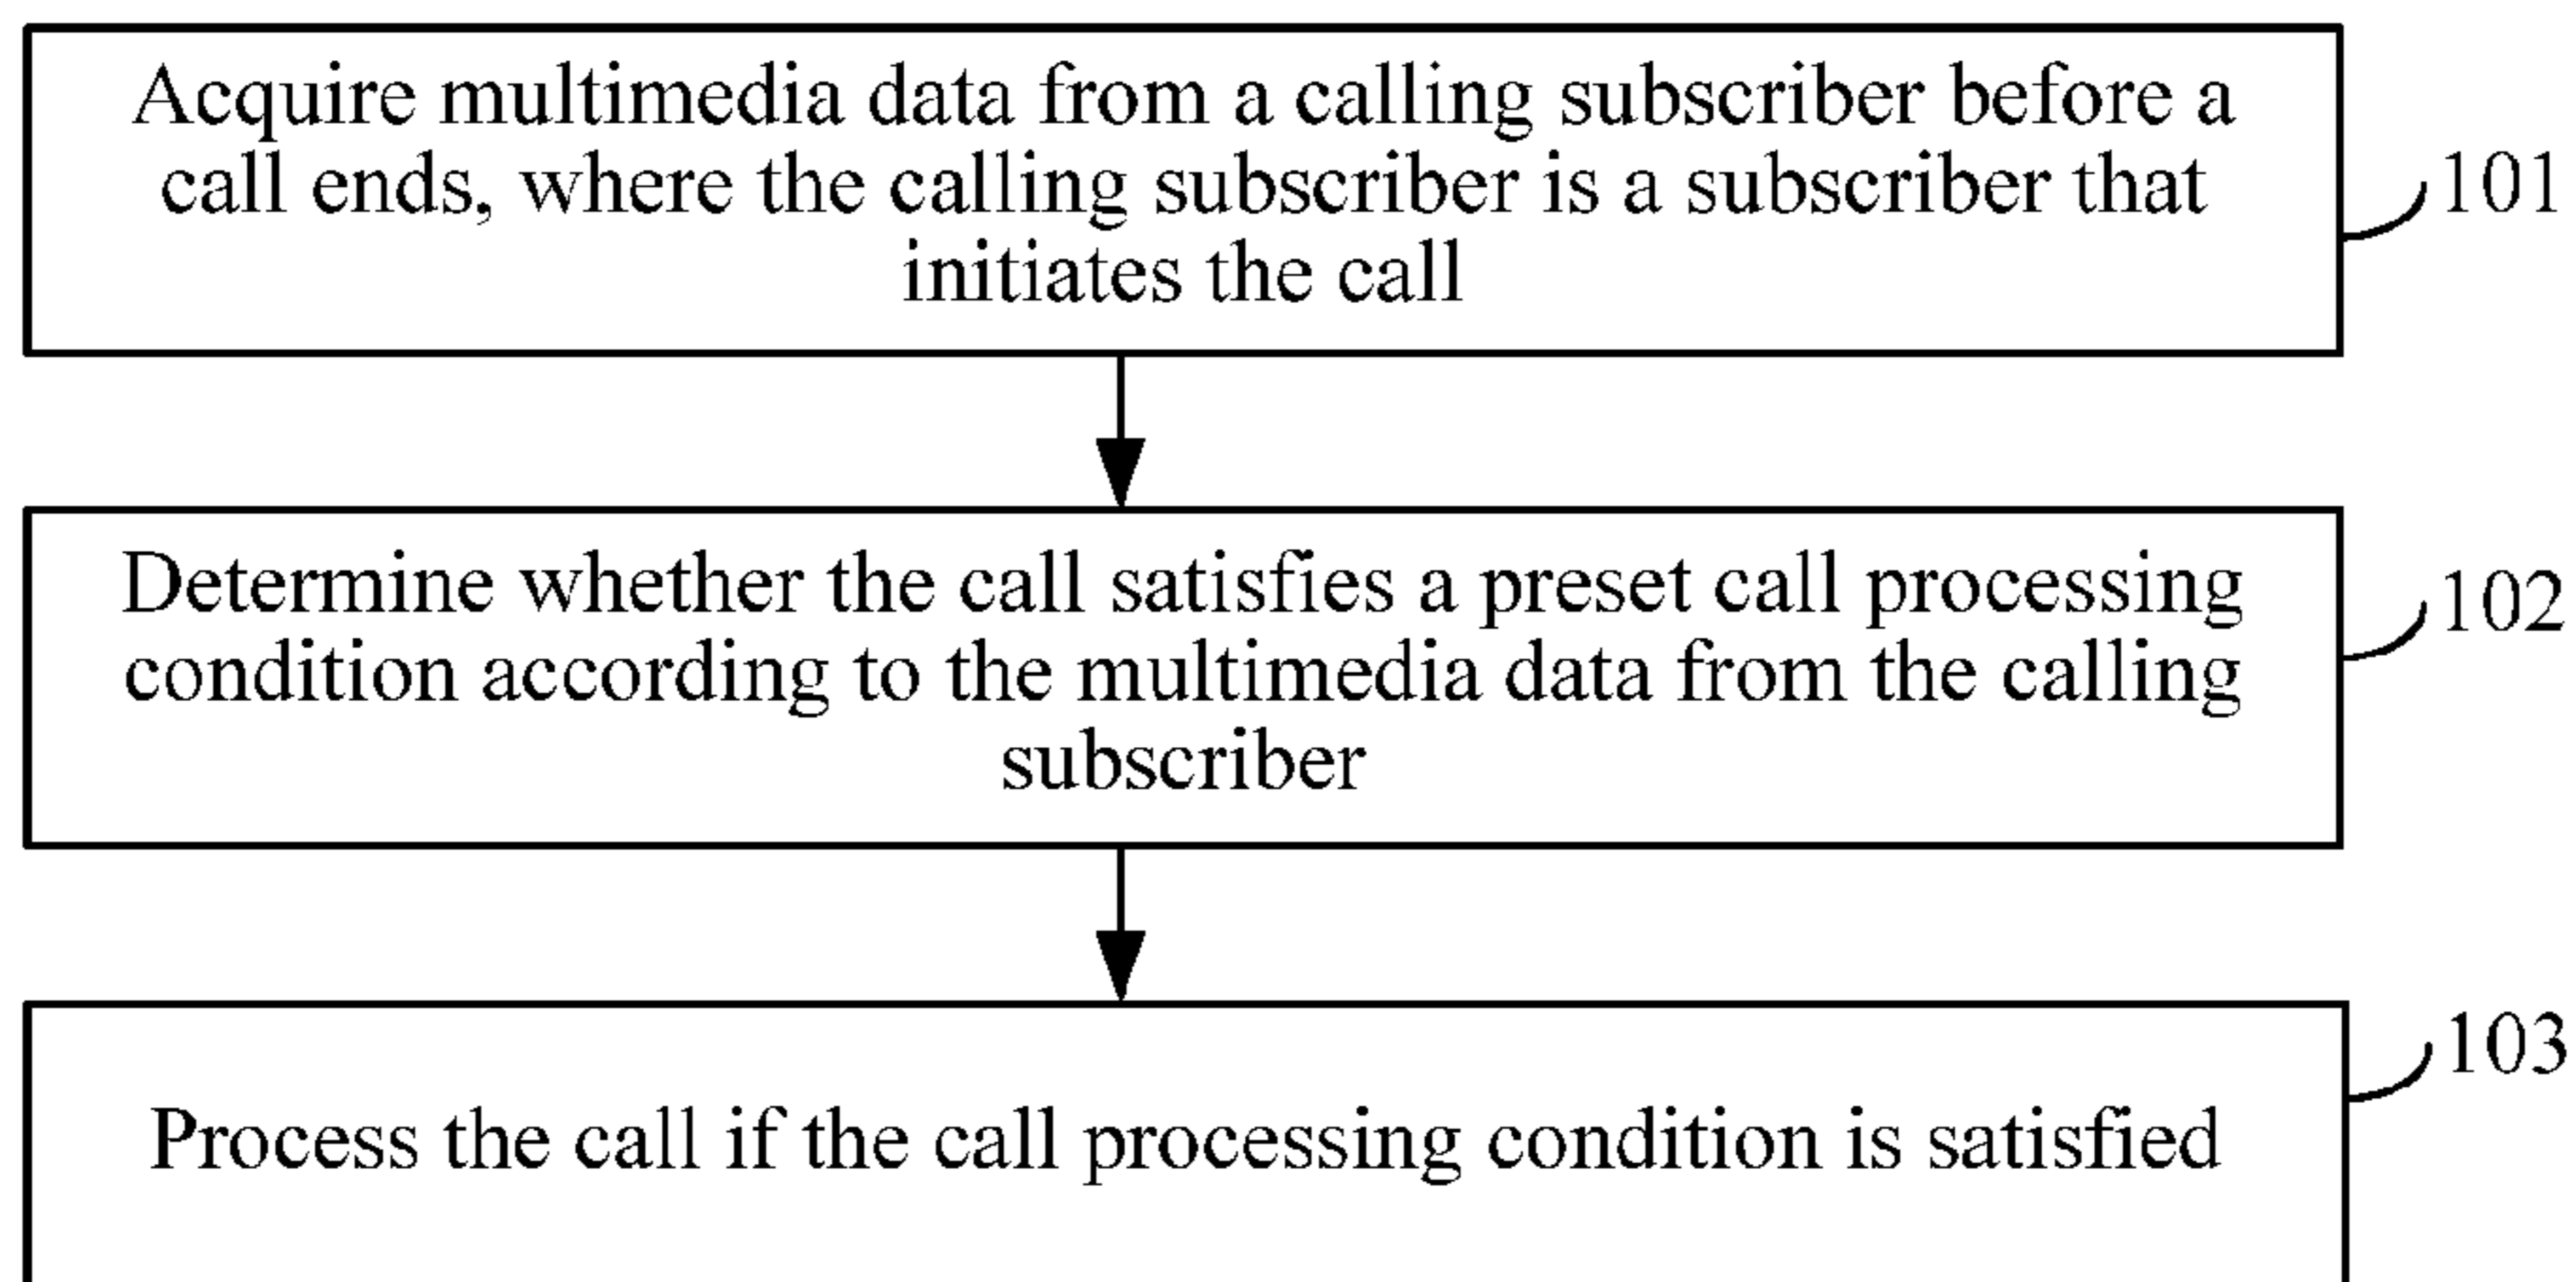 Acquire multimedia data from a calling subscriber before a
call ends, where the calling subscriber is a subscriber that
initiates the call
101
Determine whether the call satisfies a preset call processing
condition according to the multimedia data from the calling
subscriber
102
Process the call if the call processing condition is satisfied
103